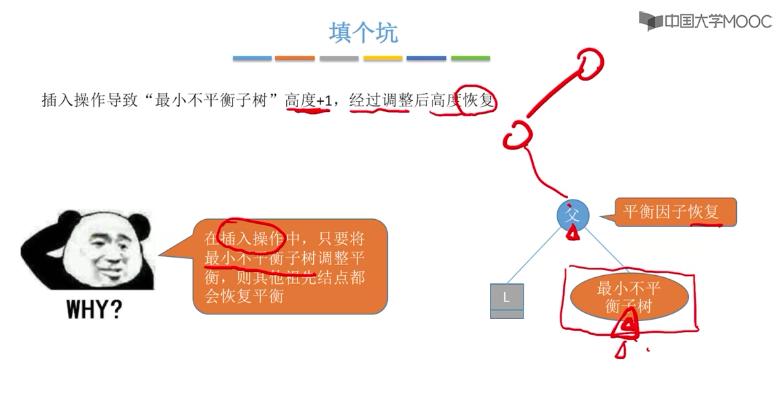 中国大学MOOC
填个坑
插入操作导致“最小不平衡子树”高度+1，经过调整后高度恢复
父
平衡因子恢复
在插入操作中，只要将
最小不平衡子树调整平
衡，则其他祖先结点都
会恢复平衡
L
最小不平
衡子树
WHY?